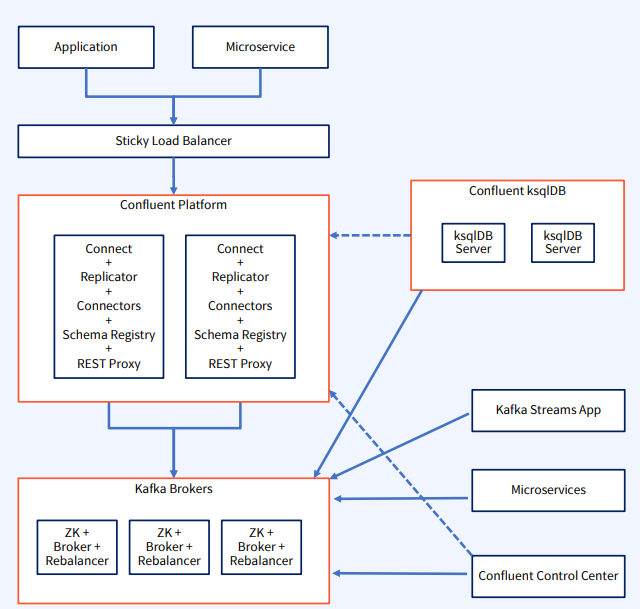 Application
Microservice
Sticky Load Balancer
Confluent Platform
Connect
+
Replicator
+
Connectors
+
Schema Registry
+
REST Proxy
Connect
+
Replicator
+
Connectors
+
Schema Registry
+
REST Proxy
Confluent ksqlDB
ksqlDB
Server
ksqlDB
Server
Kafka Streams App
Microservices
Confluent Control Center
Kafka Brokers
ZK +
Broker +
Rebalancer
ZK +
Broker +
Rebalancer
ZK +
Broker +
Rebalancer